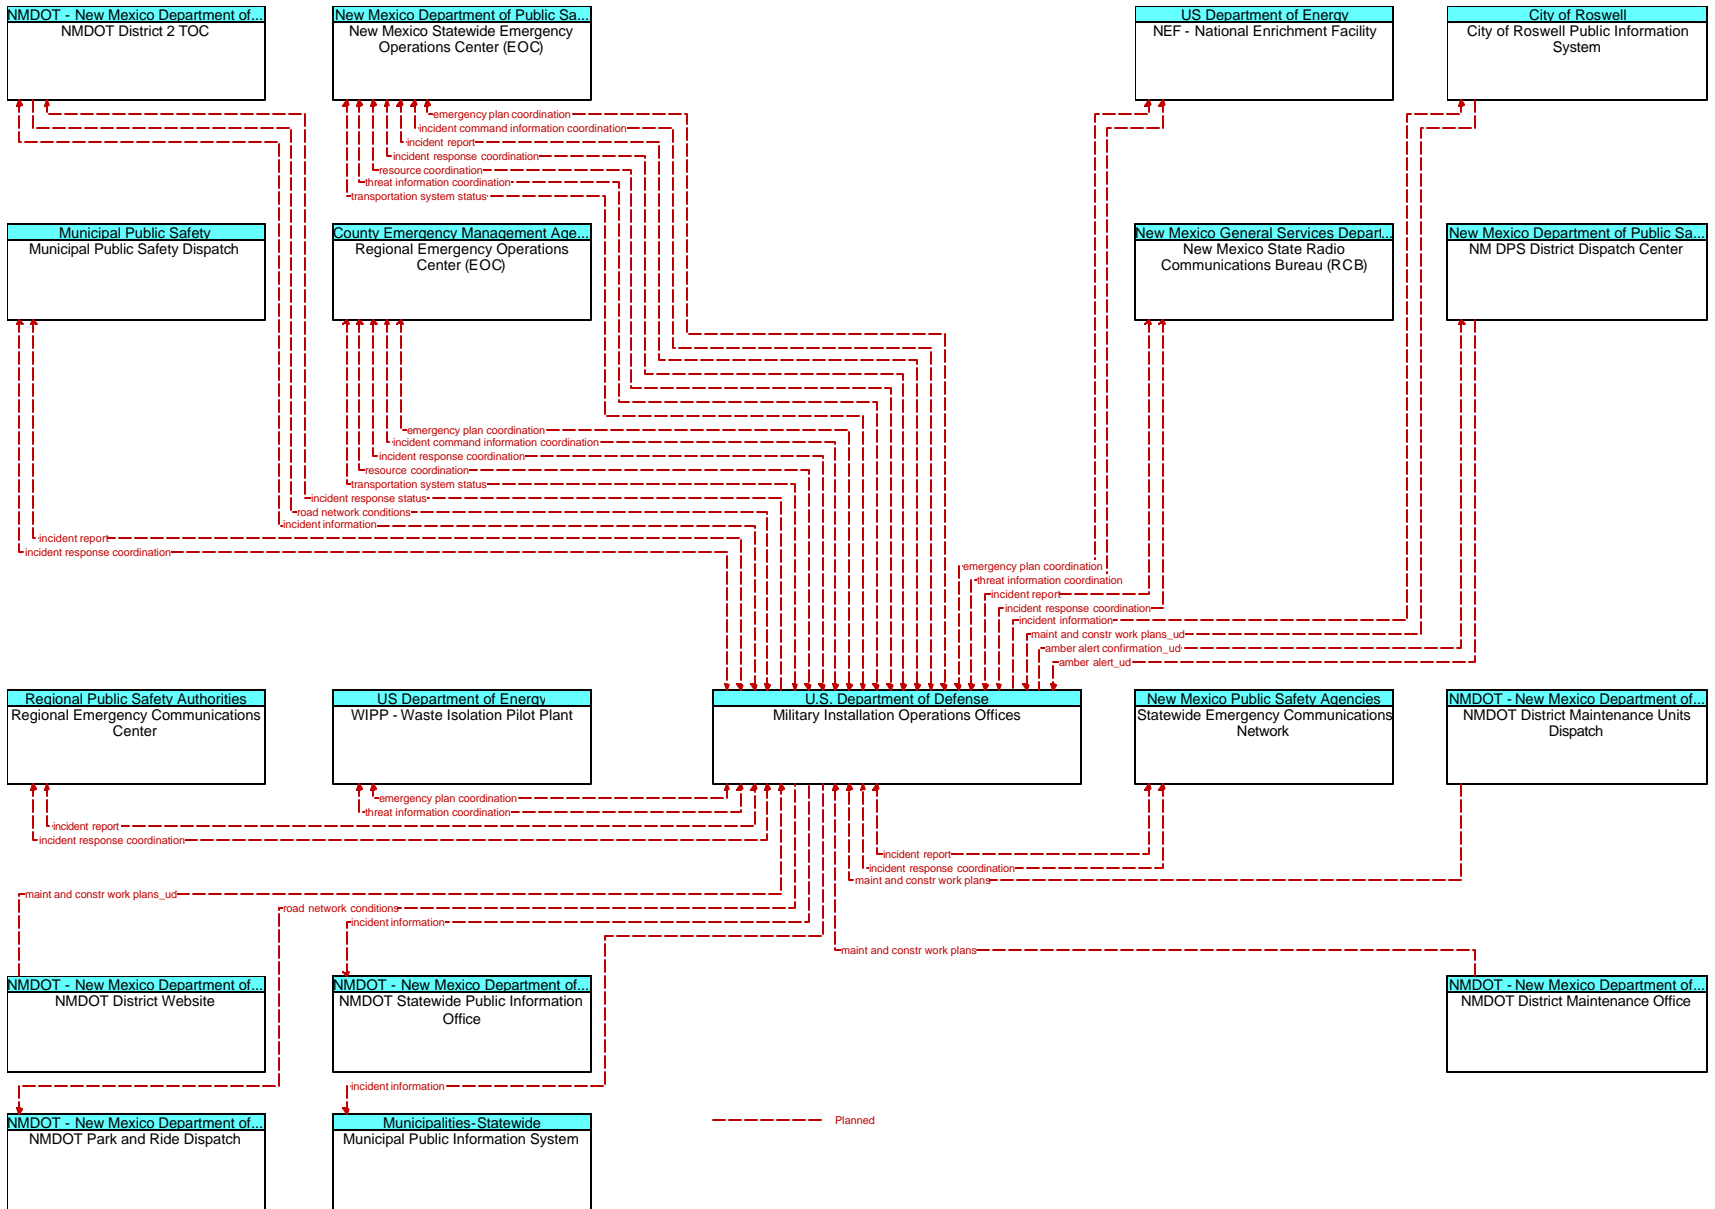 NMDOT - New Mexico Department of...
NMDOT District 2 TOC
New Mexico Department of Public Sa...
New Mexico Statewide Emergency
Operations Center (EOC)
US Department of Energy
NEF - National Enrichment Facility
City of Roswell
City of Roswell Public Information
System
emergency plan coordination
incident command information coordination
incident report
incident response coordination
resource coordination
threat information coordination
transportation system status
Municipal Public Safety
Municipal Public Safety Dispatch
County Emergency Management Age...
Regional Emergency Operations
Center (EOC)
New Mexico General Services Depart...
New Mexico State Radio
Communications Bureau (RCB)
New Mexico Department of Public Sa...
NM DPS District Dispatch Center
emergency plan coordination
incident command information coordination
incident response coordination
resource coordination
transportation system status
incident response status
road network conditions
incident information
incident report
incident response coordination
emergency plan coordination
threat information coordination
incident report
incident response coordination
incident information
maint and constr work plans_ud
amber alert confirmation_ud
amber alert_ud
Regional Public Safety Authorities
Regional Emergency Communications
Center
US Department of Energy
WIPP - Waste Isolation Pilot Plant
U.S. Department of Defense
Military Installation Operations Offices
New Mexico Public Safety Agencies
Statewide Emergency Communications
Network
NMDOT - New Mexico Department of...
NMDOT District Maintenance Units
Dispatch
emergency plan coordination
threat information coordination
incident report
incident response coordination
incident report
incident response coordination
maint and constr work plans
maint and constr work plans_ud
road network conditions
incident information
maint and constr work plans
NMDOT - New Mexico Department of...
NMDOT District Website
NMDOT - New Mexico Department of...
NMDOT Statewide Public Information
Office
NMDOT - New Mexico Department of...
NMDOT District Maintenance Office
incident information
NMDOT - New Mexico Department of...
NMDOT Park and Ride Dispatch
Municipalities-Statewide
Municipal Public Information System
Planned